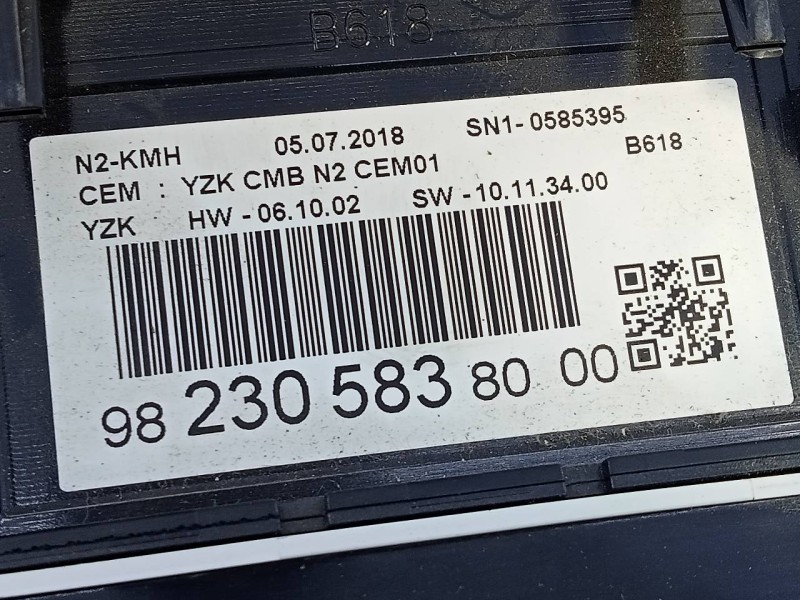 B618
N2-KMH 05.07.2018 SN1-0585395
CEM : YZK CMB N2 CEM01 B618
YZK HW-06.10.02 SW-10.11.34.00
98 230 583 80 00